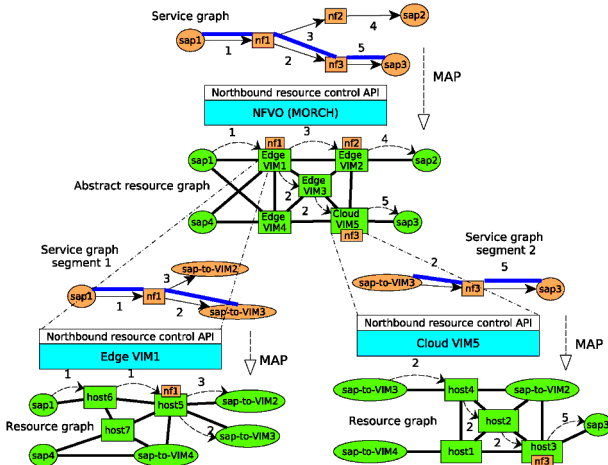 Service graph
nf2
sap2
4
3
sap1
nf1
1
5
2
nf3
sap3
MAP
Northbound resource control API
NFVO (MORCH)
1
nf1
3
nf2
4
sap1
Edge
VIM1
Edge
VIM2
sap2
Edge
VIM3
2
Abstract resource graph
2
5
sap4
Edge
VIM4
Cloud
VIM5
sap3
nf3
Service graph
segment 1
3
sap-to-VIM2
sap1
nf1
1
2
sap-to-VIM3
Service graph
segment 2
2
5
sap-to-VIM3
nf3
sap3
Northbound resource control API
Edge VIM1
MAP
Northbound resource control API
Cloud VIM5
MAP
1
1
nf1
3
sap1
host6
host5
sap-to-VIM2
Resource graph
host7
2
sap-to-VIM3
sap4
sap-to-VIM4
2
sap-to-VIM3
host4
sap-to-VIM2
2
host2
5
sap3
Resource graph
2
sap-to-VIM4
host1
host3
nf3